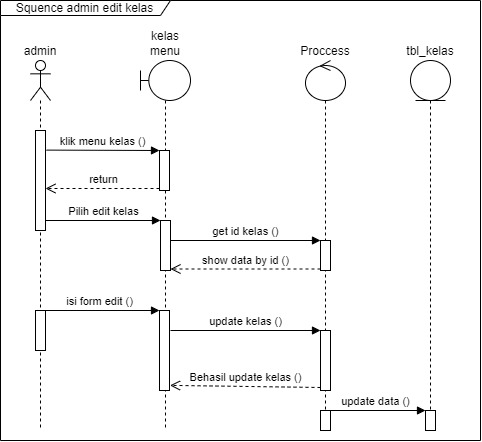 Squence admin edit kelas
admin
kelas
menu
Proccess
tbl_kelas
klik menu kelas ()
return
Pilih edit kelas
get id kelas ()
show data by id ()
isi form edit ()
update kelas ()
Behasil update kelas ()
update data ()